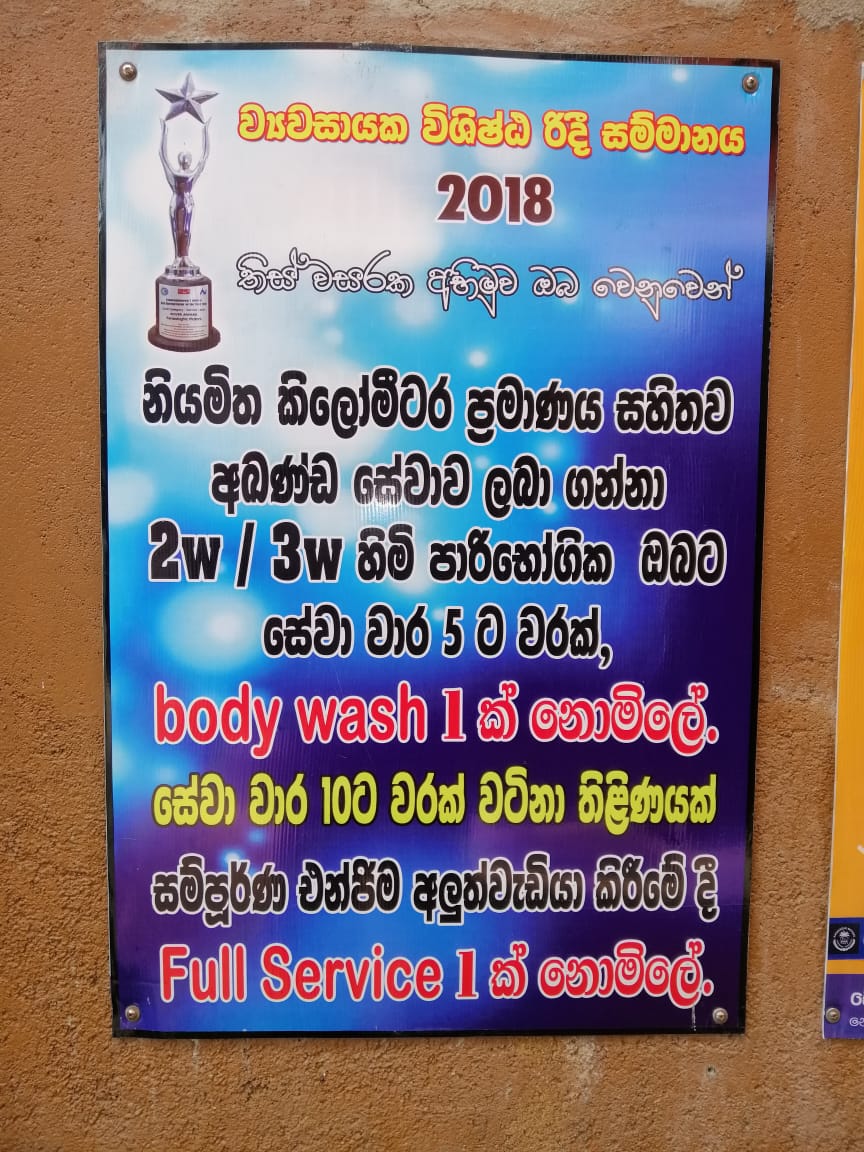 ව්‍යවසායක විශිෂ්ඨ රිදී සම්මානය
2018
තිස් වසරක අභිමුව ඔබ වෙනුවෙන්
නියමිත කිලෝමීටර ප්‍රමාණය සහිතව
අඛණ්ඩ සේවාව ලබා ගන්නා
2w / 3w හිමි පාරිභෝගික ඔබට
සේවා වාර 5 ට වරක්,
body wash 1 ක් නොමිලේ.
සේවා වාර 10ට වරක් වටිනා තිළිණයක්
සම්පූර්ණ එන්ජිම අලුත්වැඩියා කිරීමේ දී
Full Service 1 ක් නොමිලේ.